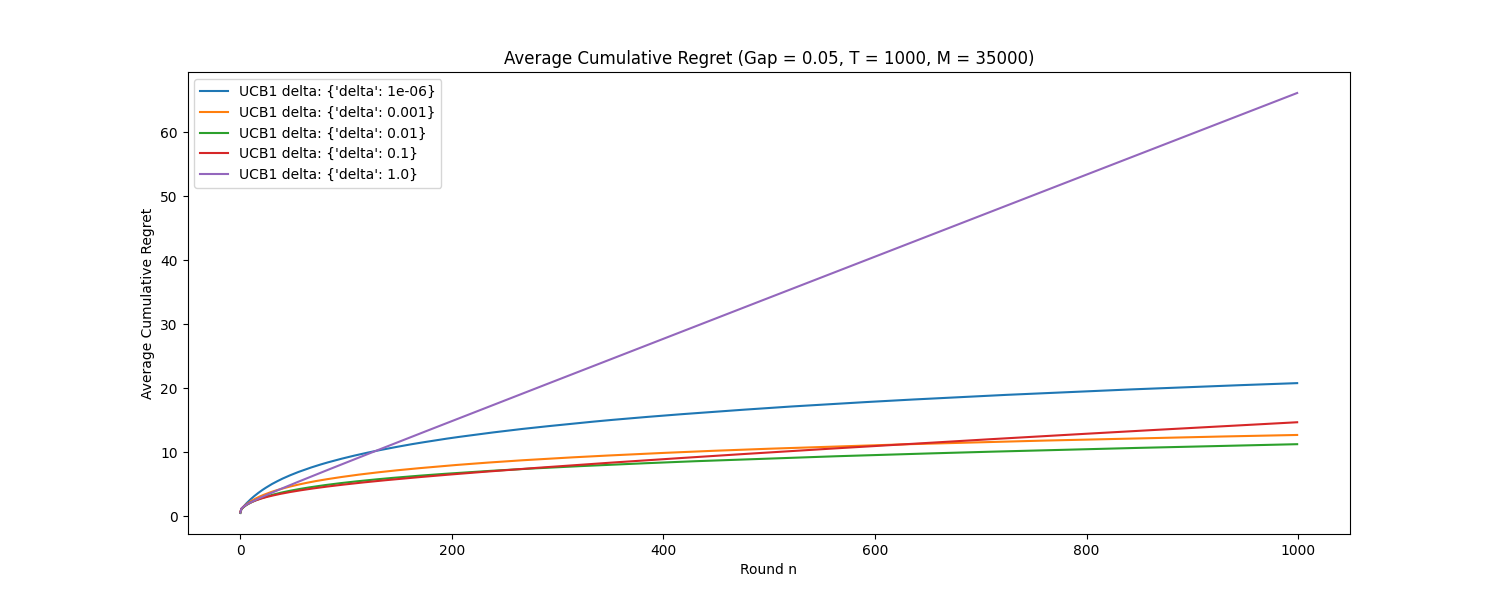 Average Cumulative Regret (Gap = 0.05, T = 1000, M = 35000)
UCB1 delta: {'delta': 1e-06}
UCB1 delta: {'delta': 0.001}
UCB1 delta: {'delta': 0.01}
UCB1 delta: {'delta': 0.1}
UCB1 delta: {'delta': 1.0}
Average Cumulative Regret
60
50
40
30
20
10
0
0 200 400 600 800 1000
Round n